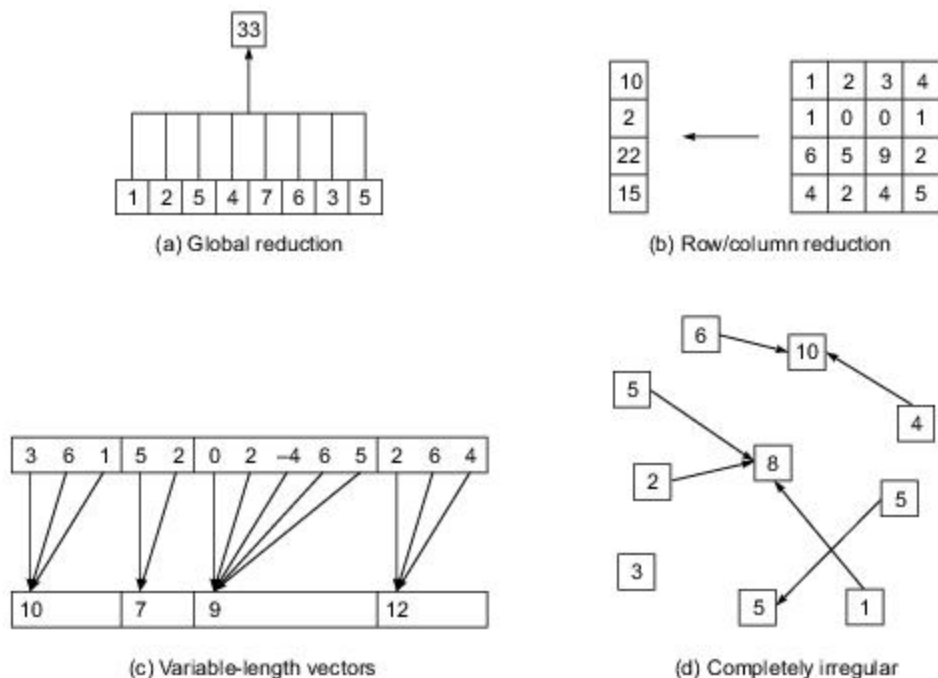 33
1 2 5 4 7 6 3 5
(a) Global reduction
10
2
22
15
1 2 3 4
1 0 0 1
6 5 9 2
4 2 4 5
(b) Row/column reduction
3 6 1 5 2 0 2 –4 6 5 2 6 4
10 7 9 12
(c) Variable-length vectors
6
10
5
4
8
2
5
3
5
1
(d) Completely irregular